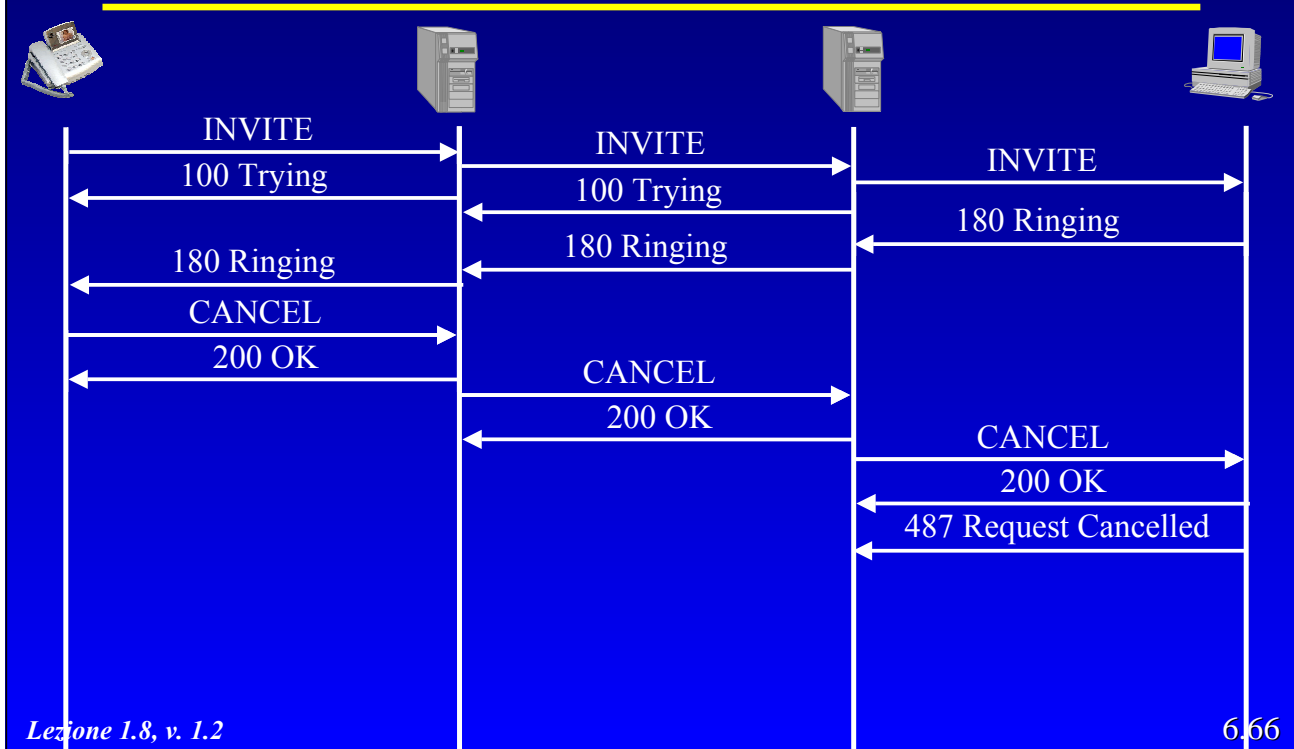 INVITE
INVITE
INVITE
100 Trying
100 Trying
180 Ringing
180 Ringing
180 Ringing
CANCEL
200 OK
CANCEL
200 OK
CANCEL
200 OK
487 Request Cancelled
Lezione 1.8, v. 1.2
6.66